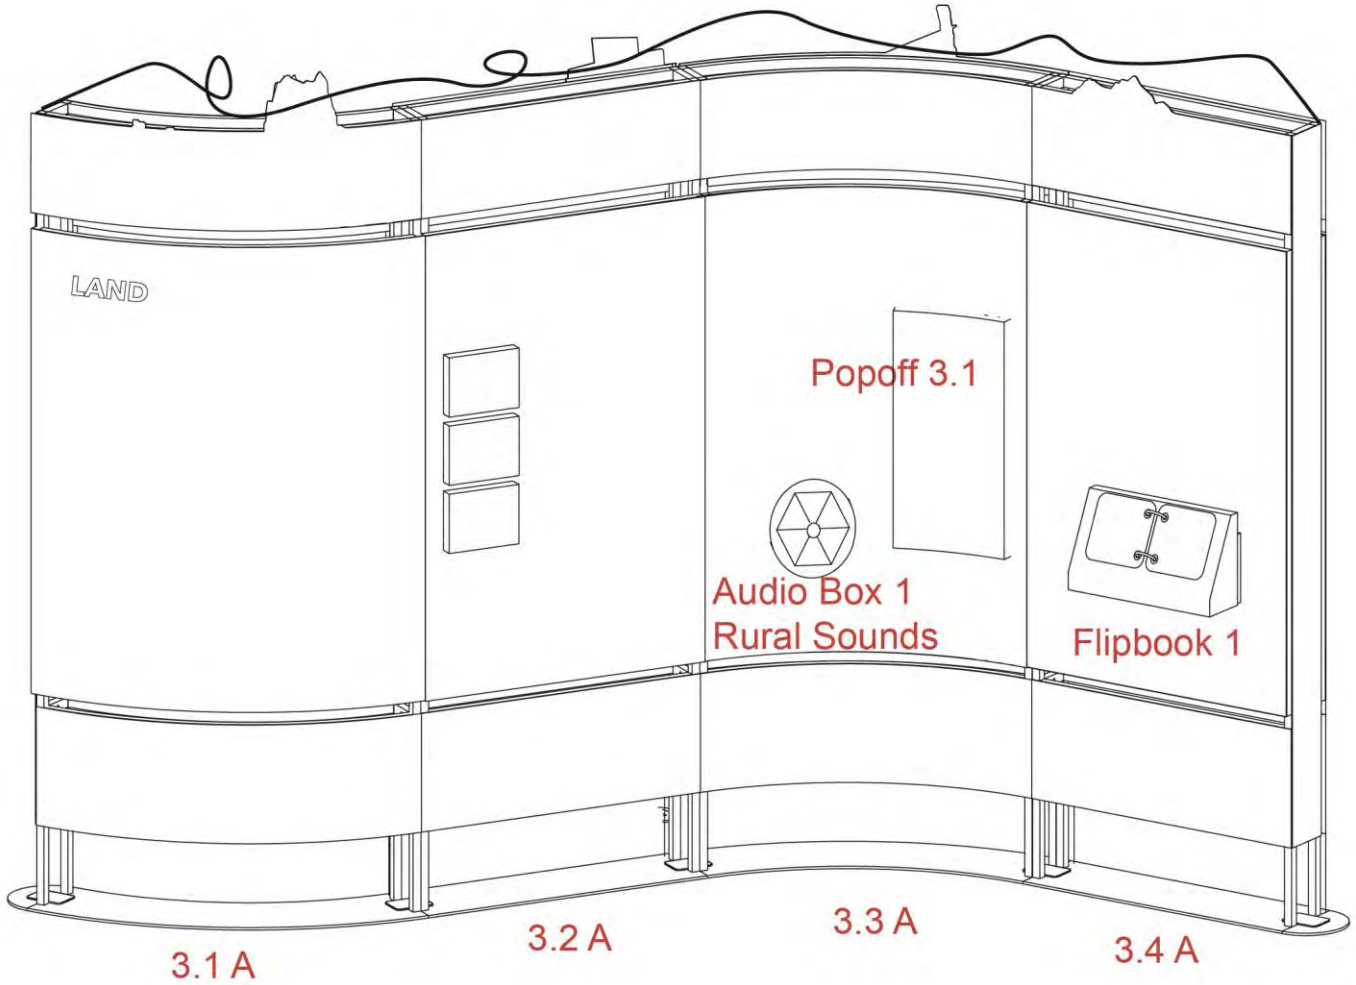 LAND
Popoff 3.1
Audio Box 1
Rural Sounds
Flipbook 1
3.1 A
3.2 A
3.3 A
3.4 A